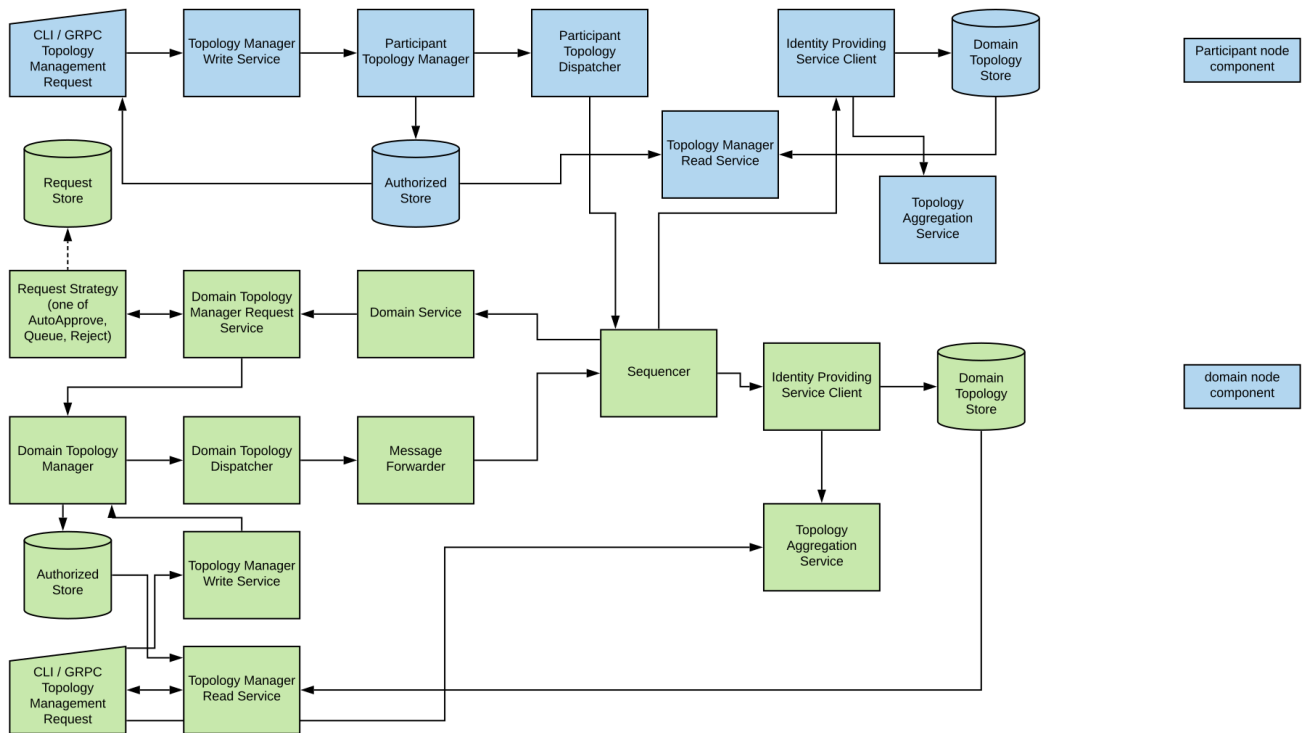 CLI / GRPC
Topology
Management
Request
Topology Manager
Write Service
Participant
Topology Manager
Participant
Topology
Dispatcher
Identity Providing
Service Client
Domain
Topology
Store
Participant node
component
Request
Store
Authorized
Store
Topology Manager
Read Service
Topology
Aggregation
Service
Request Strategy
(one of
AutoApprove,
Queue, Reject)
Domain Topology
Manager Request
Service
Domain Service
Sequencer
Identity Providing
Service Client
Domain
Topology
Store
domain node
component
Domain Topology
Manager
Domain Topology
Dispatcher
Message
Forwarder
Authorized
Store
Topology Manager
Write Service
Topology
Aggregation
Service
CLI / GRPC
Topology
Management
Request
Topology Manager
Read Service